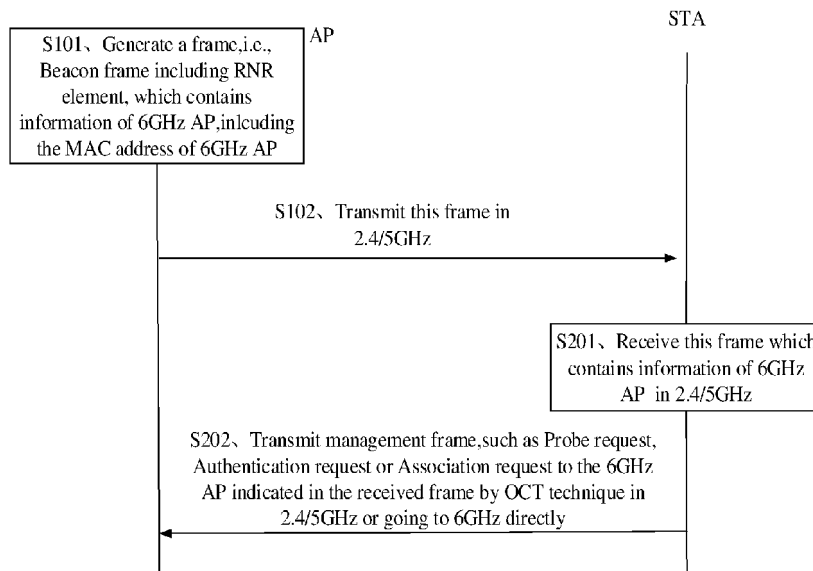 AP
STA
S101、Generate a frame,i.e.,
Beacon frame including RNR
element, which contains
information of 6GHz AP,inlcuding
the MAC address of 6GHz AP
S102、Transmit this frame in
2.4/5GHz
S201、Receive this frame which
contains information of 6GHz
AP in 2.4/5GHz
S202、Transmit management frame,such as Probe request,
Authentication request or Association request to the 6GHz
AP indicated in the received frame by OCT technique in
2.4/5GHz or going to 6GHz directly